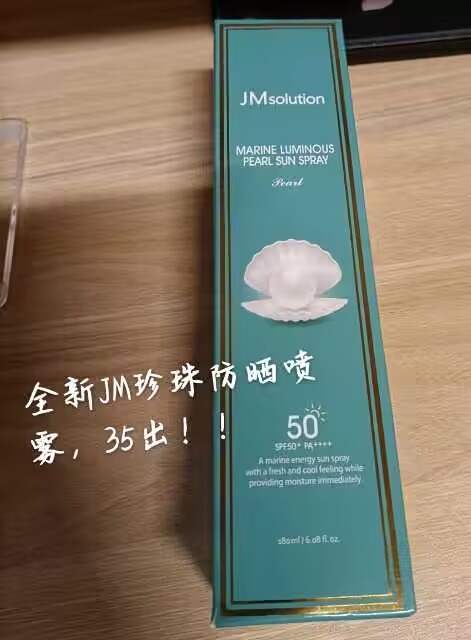 JMsolution
MARINE LUMINOUS
PEARL SUN SPRAY
Pearl
全新JM珍珠防晒喷
雾，35出！！
50
SPF50+ PA++++
A marine energy sun spray
with a fresh and cool feeling while
providing moisture immediately
180ml / 6.08 fl. oz.